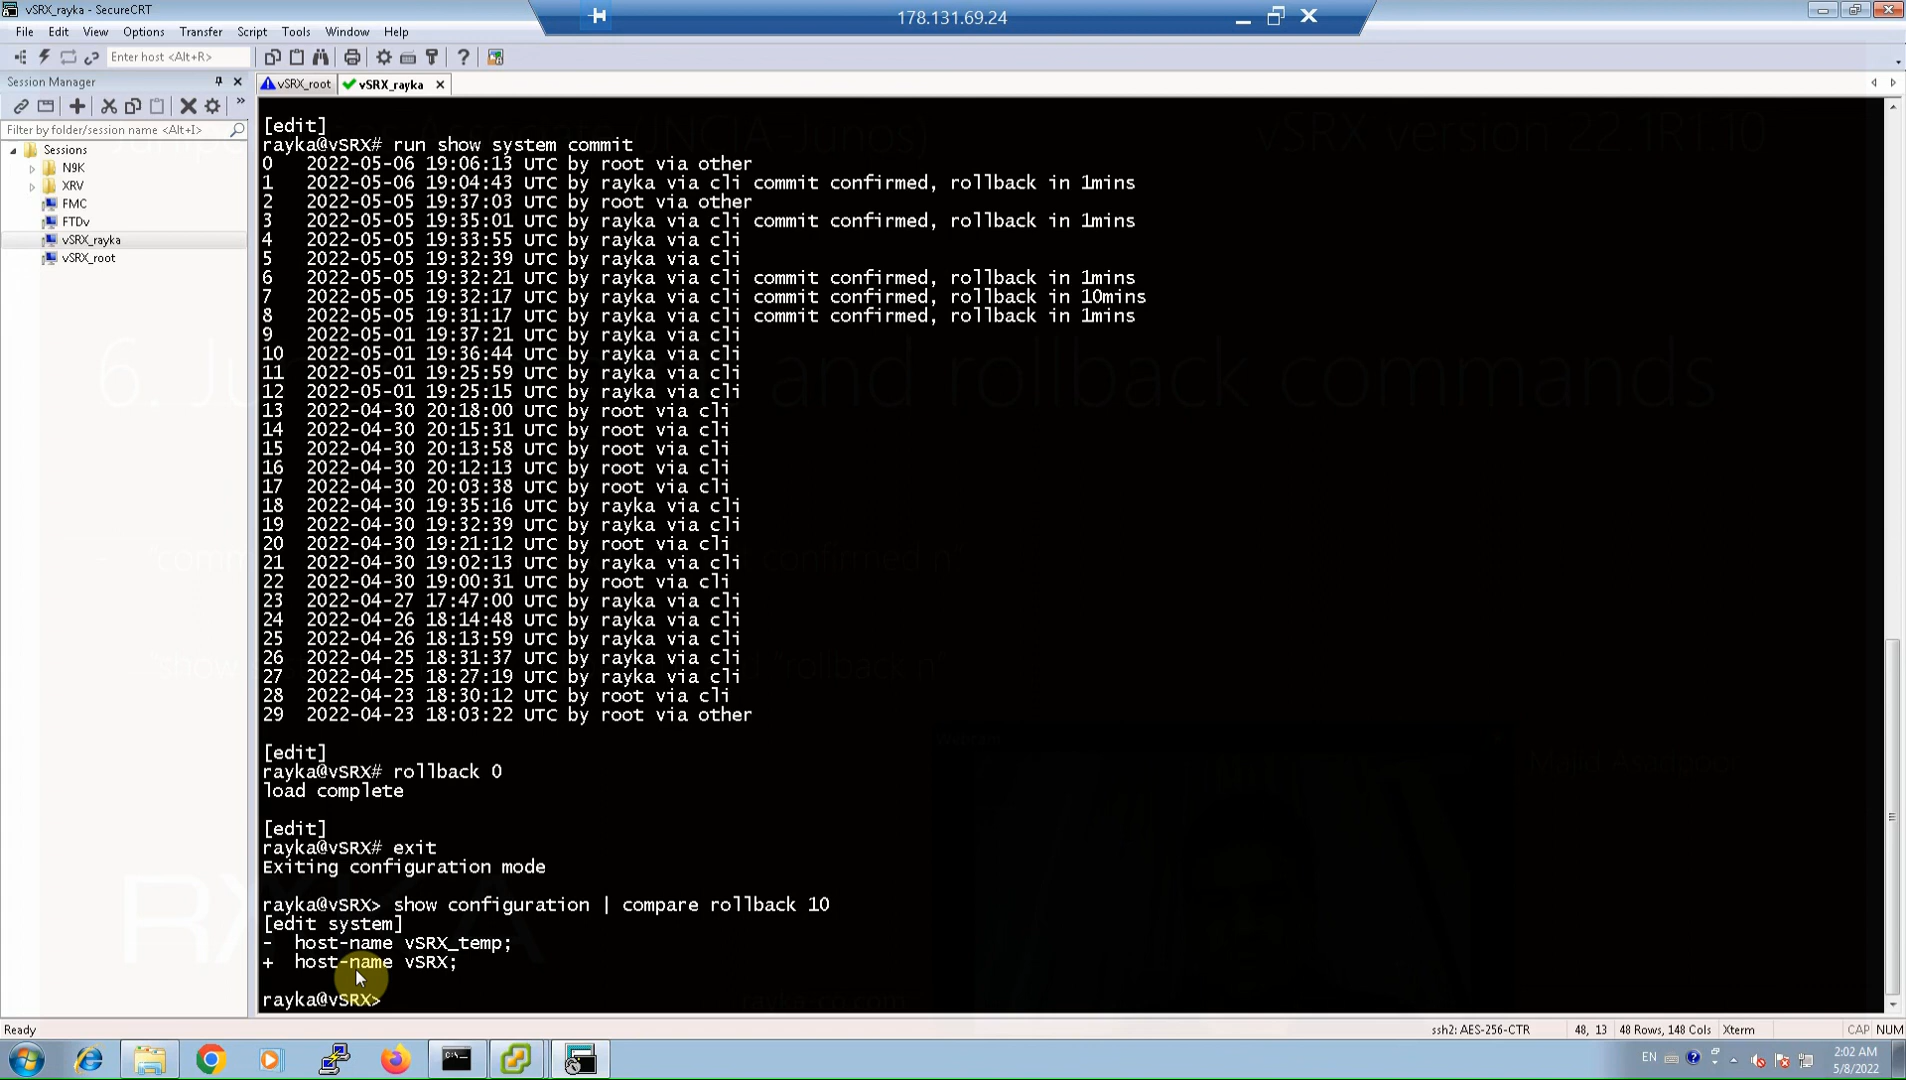 vSRX_rayka - SecureCRT
178.131.69.24
File Edit View Options Transfer Script Tools Window Help
Enter host <Alt+R>
Session Manager
vSRX_root
vSRX_rayka
Filter by folder/session name <Alt+I>
Sessions
N9K
XRV
FMC
FTDv
vSRX_rayka
vSRX_root
[edit]
rayka@vSRX# run show system commit
0 2022-05-06 19:06:13 UTC by root via other
1 2022-05-06 19:04:43 UTC by rayka via cli commit confirmed, rollback in 1mins
2 2022-05-05 19:37:03 UTC by root via other
3 2022-05-05 19:35:01 UTC by rayka via cli commit confirmed, rollback in 1mins
4 2022-05-05 19:33:55 UTC by rayka via cli
5 2022-05-05 19:32:39 UTC by rayka via cli
6 2022-05-05 19:32:21 UTC by rayka via cli commit confirmed, rollback in 1mins
7 2022-05-05 19:32:17 UTC by rayka via cli commit confirmed, rollback in 10mins
8 2022-05-05 19:31:17 UTC by rayka via cli commit confirmed, rollback in 1mins
9 2022-05-01 19:37:21 UTC by rayka via cli
10 2022-05-01 19:36:44 UTC by rayka via cli
11 2022-05-01 19:25:59 UTC by rayka via cli
12 2022-05-01 19:25:15 UTC by rayka via cli
13 2022-04-30 20:18:00 UTC by root via cli
14 2022-04-30 20:15:31 UTC by root via cli
15 2022-04-30 20:13:58 UTC by root via cli
16 2022-04-30 20:12:13 UTC by root via cli
17 2022-04-30 20:03:38 UTC by root via cli
18 2022-04-30 19:35:16 UTC by rayka via cli
19 2022-04-30 19:32:39 UTC by rayka via cli
20 2022-04-30 19:21:12 UTC by root via cli
21 2022-04-30 19:02:13 UTC by rayka via cli
22 2022-04-30 19:00:31 UTC by root via cli
23 2022-04-27 17:47:00 UTC by rayka via cli
24 2022-04-26 18:14:48 UTC by rayka via cli
25 2022-04-26 18:13:59 UTC by rayka via cli
26 2022-04-25 18:31:37 UTC by rayka via cli
27 2022-04-25 18:27:19 UTC by rayka via cli
28 2022-04-23 18:30:12 UTC by root via cli
29 2022-04-23 18:03:22 UTC by root via other
[edit]
rayka@vSRX# rollback 0
load complete
[edit]
rayka@vSRX# exit
Exiting configuration mode
rayka@vSRX> show configuration | compare rollback 10
[edit system]
- host-name vSRX_temp;
+ host-name vSRX;
rayka@vSRX>
vSRX version 22.1R1.10
and rollback commands
confirmed n"
"rollback n"
rayka-co.com
Ready
ssh2: AES-256-CTR 48, 13 48 Rows, 148 Cols Xterm CAP NUM
EN
2:02 AM
5/8/2022